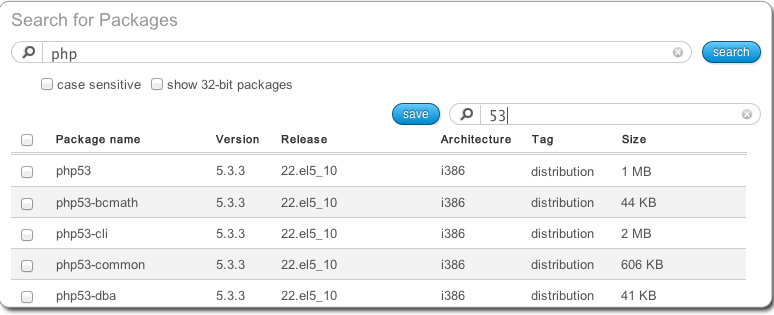 Search for Packages
php search
case sensitive show 32-bit packages
save 53
Package name Version Release Architecture Tag Size
php53 5.3.3 22.el5_10 i386 distribution 1 MB
php53-bcmath 5.3.3 22.el5_10 i386 distribution 44 KB
php53-cli 5.3.3 22.el5_10 i386 distribution 2 MB
php53-common 5.3.3 22.el5_10 i386 distribution 606 KB
php53-dba 5.3.3 22.el5_10 i386 distribution 41 KB